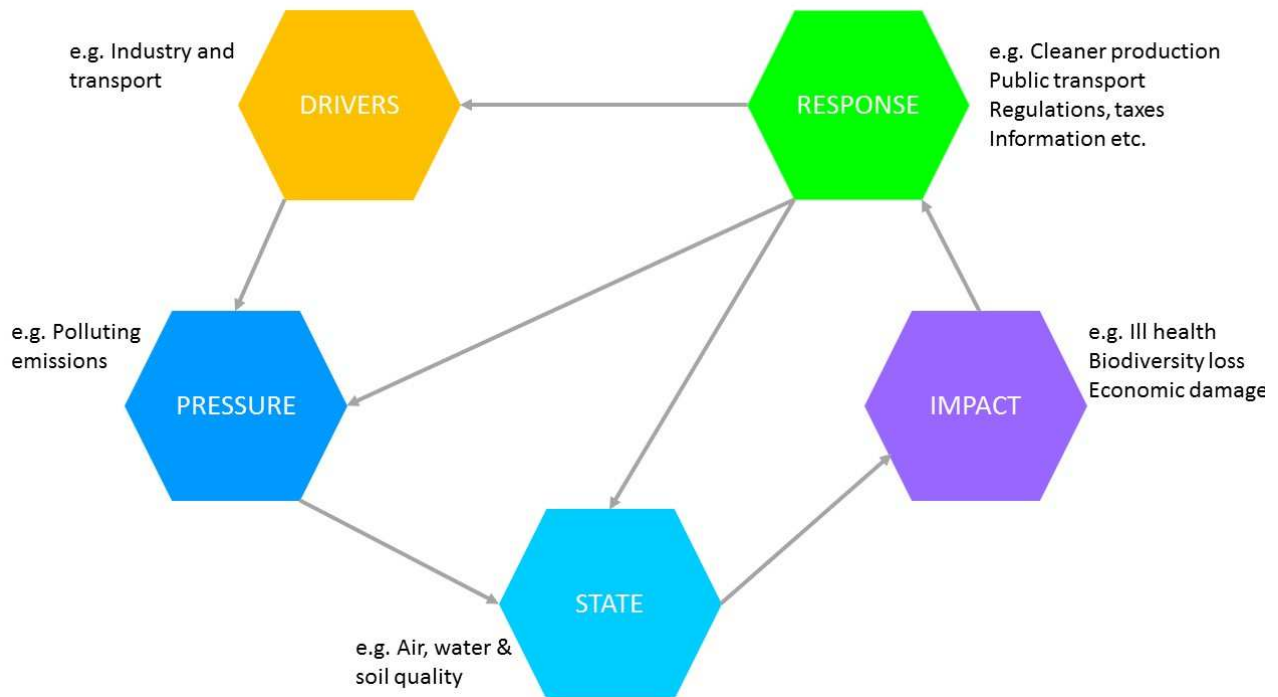 e.g. Industry and
transport
DRIVERS
RESPONSE
e.g. Cleaner production
Public transport
Regulations, taxes
Information etc.
e.g. Polluting
emissions
PRESSURE
IMPACT
e.g. Ill health
Biodiversity loss
Economic damage
STATE
e.g. Air, water &
soil quality